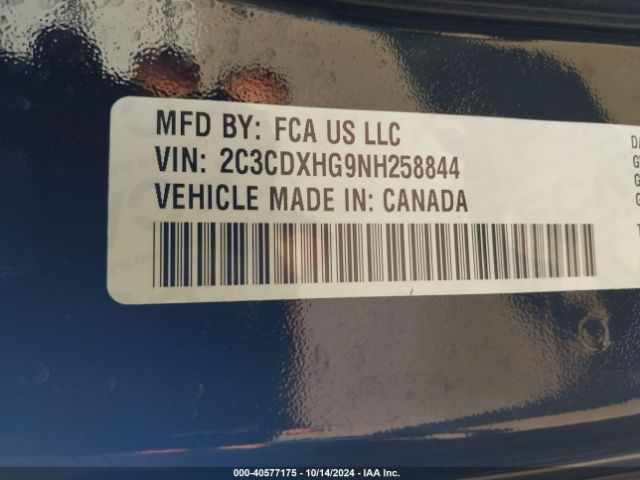 MFD BY: FCA US LLC
VIN: 2C3CDXHG9NH258844
VEHICLE MADE IN: CANADA
000-40577175 - 10/14/2024 - IAA Inc.